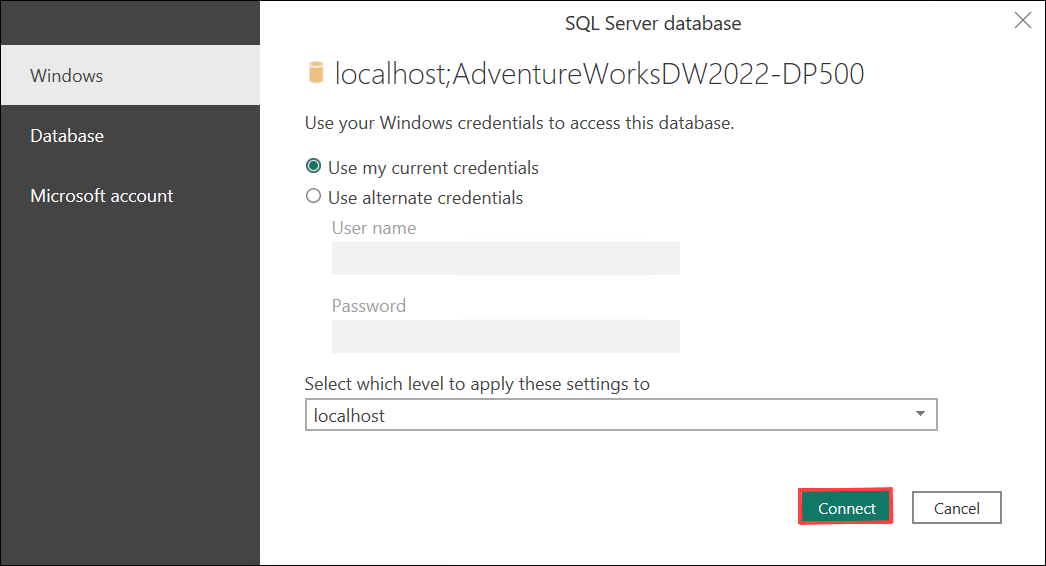 SQL Server database
Windows
Database
Microsoft account
localhost;AdventureWorksDW2022-DP500
Use your Windows credentials to access this database.
Use my current credentials
Use alternate credentials
User name
Password
Select which level to apply these settings to
localhost
Connect
Cancel